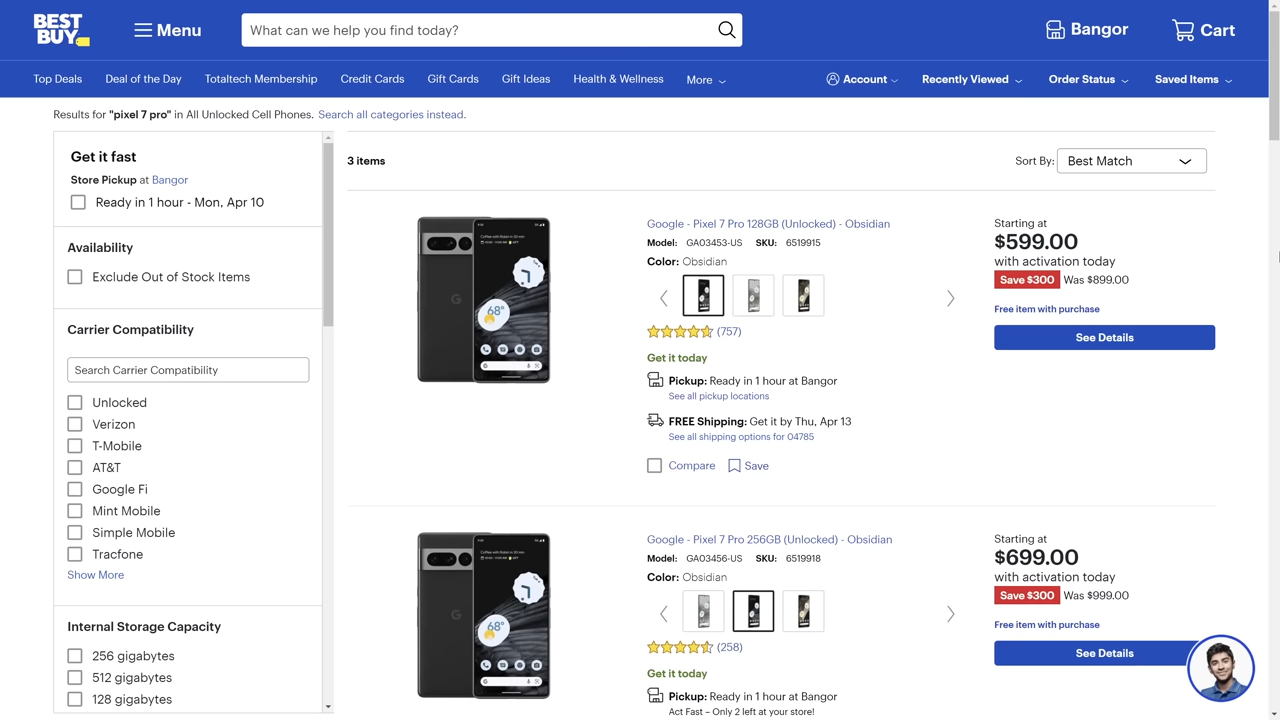 BEST
BUY
Menu
What can we help you find today?
Bangor
Cart
Top Deals
Deal of the Day
Totaltech Membership
Credit Cards
Gift Cards
Gift Ideas
Health & Wellness
More
Account
Recently Viewed
Order Status
Saved Items
Results for "pixel 7 pro" in All Unlocked Cell Phones. Search all categories instead.
Get it fast
Store Pickup at Bangor
Ready in 1 hour - Mon, Apr 10
Availability
Exclude Out of Stock Items
Carrier Compatibility
Search Carrier Compatibility
Unlocked
Verizon
T-Mobile
AT&T
Google Fi
Mint Mobile
Simple Mobile
Tracfone
Show More
Internal Storage Capacity
256 gigabytes
512 gigabytes
gigabytes
3 items
Sort By: Best Match
68°
Google - Pixel 7 Pro 128GB (Unlocked) - Obsidian
Model: GA03453-US SKU: 6519915
Color: Obsidian
(757)
Get it today
Pickup: Ready in 1 hour at Bangor
See all pickup locations
FREE Shipping: Get it by Thu, Apr 13
See all shipping options for 04785
Compare
Save
Starting at
$599.00
with activation today
Save $300 Was $899.00
Free item with purchase
See Details
68°
Google - Pixel 7 Pro 256GB (Unlocked) - Obsidian
Model: GA03456-US SKU: 6519918
Color: Obsidian
(258)
Get it today
Pickup: Ready in 1 hour at Bangor
Act Fast – Only 2 left at your store!
Starting at
$699.00
with activation today
Save $300 Was $999.00
Free item with purchase
See Details